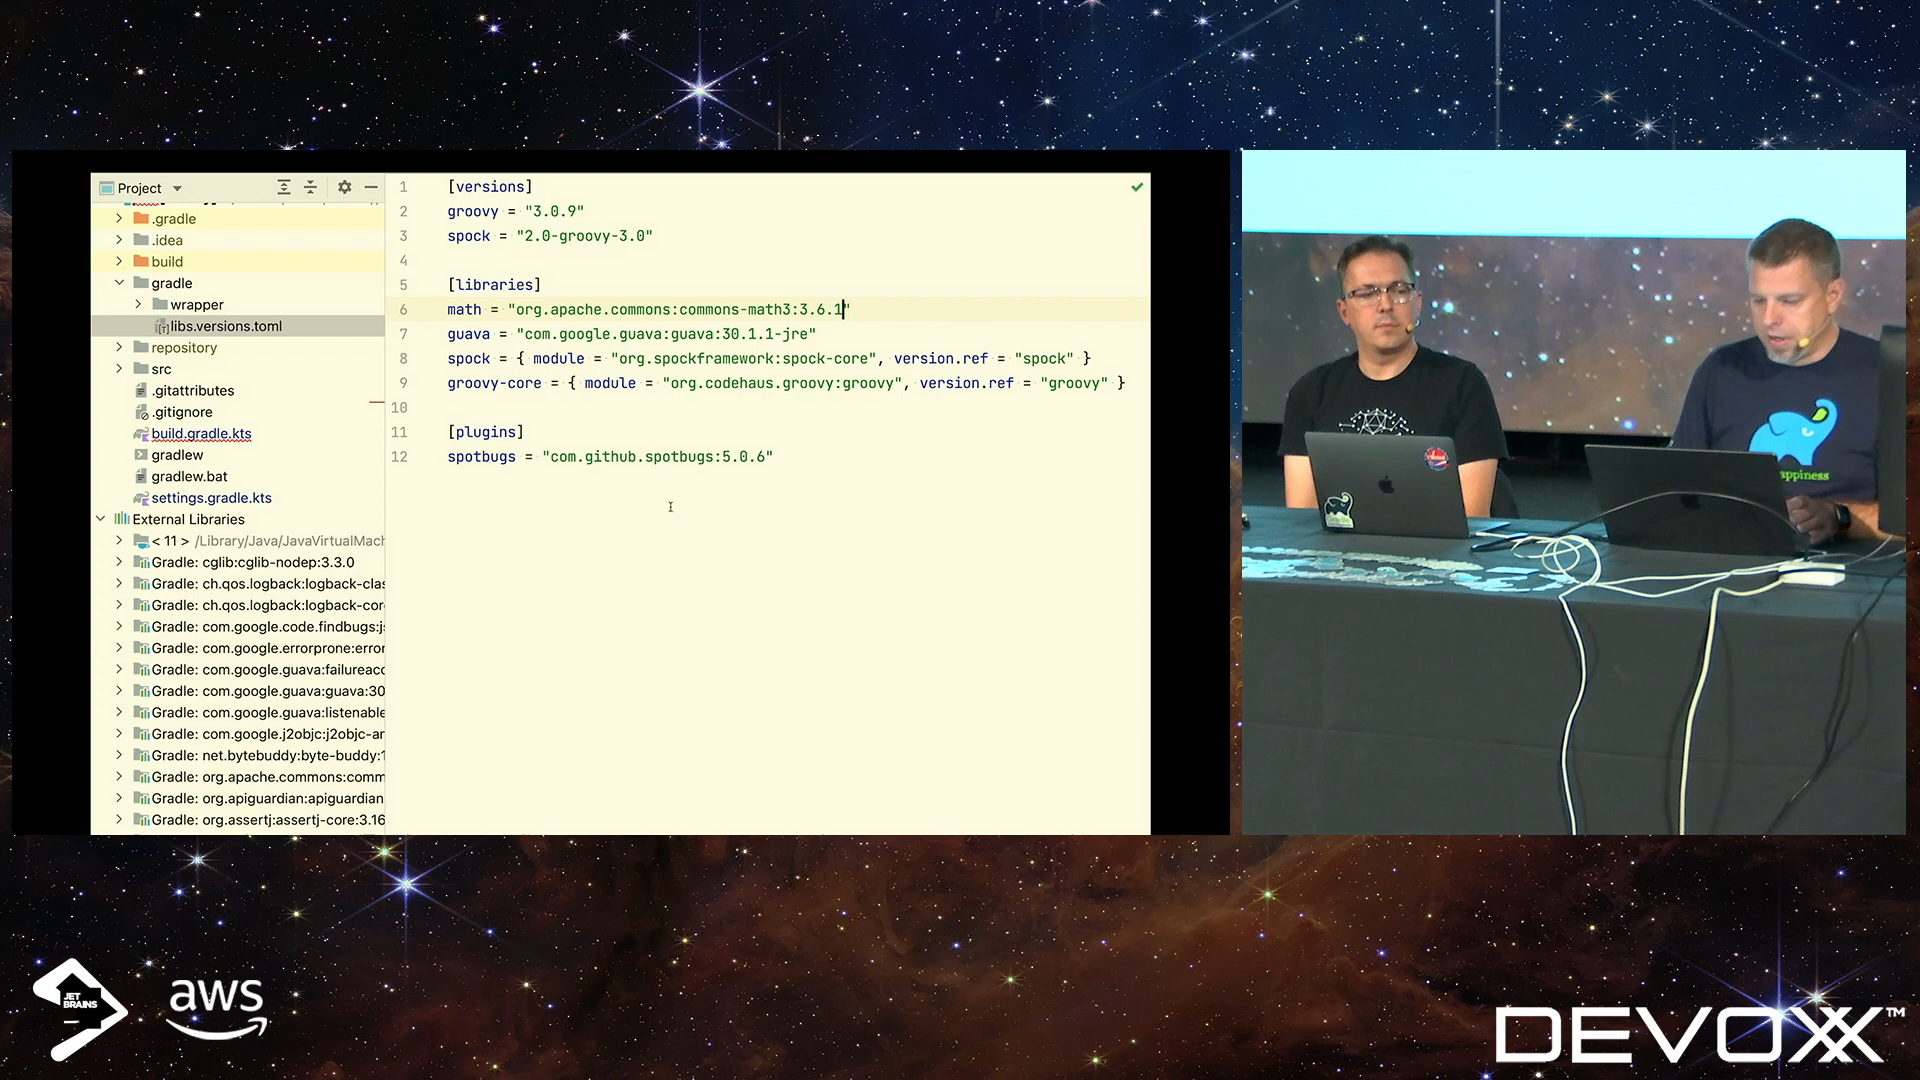 Project
.gradle
.idea
build
gradle
wrapper
libs.versions.toml
repository
src
.gitattributes
.gitignore
build.gradle.kts
gradlew
gradlew.bat
settings.gradle.kts
External Libraries
< 11 > /Library/Java/JavaVirtualMach
Gradle: cglib:cglib-nodep:3.3.0
Gradle: ch.qos.logback:logback-clas
Gradle: ch.qos.logback:logback-cor
Gradle: com.google.code.findbugs:j
Gradle: com.google.errorprone:error
Gradle: com.google.guava:failureacc
Gradle: com.google.guava:guava:30
Gradle: com.google.guava:listenable
Gradle: com.google.j2objc:j2objc-an
Gradle: net.bytebuddy:byte-buddy:1
Gradle: org.apache.commons:comm
Gradle: org.apiguardian:apiguardian
Gradle: org.assertj:assertj-core:3.16
1 [versions]
2 groovy = "3.0.9"
3 spock = "2.0-groovy-3.0"
4
5 [libraries]
6 math = "org.apache.commons:commons-math3:3.6.1"
7 guava = "com.google.guava:guava:30.1.1-jre"
8 spock = { module = "org.spockframework:spock-core", version.ref = "spock" }
9 groovy-core = { module = "org.codehaus.groovy:groovy", version.ref = "groovy" }
10
11 [plugins]
12 spotbugs = "com.github.spotbugs:5.0.6"
appiness
JET
BRAINS
aws
DEVOXX™